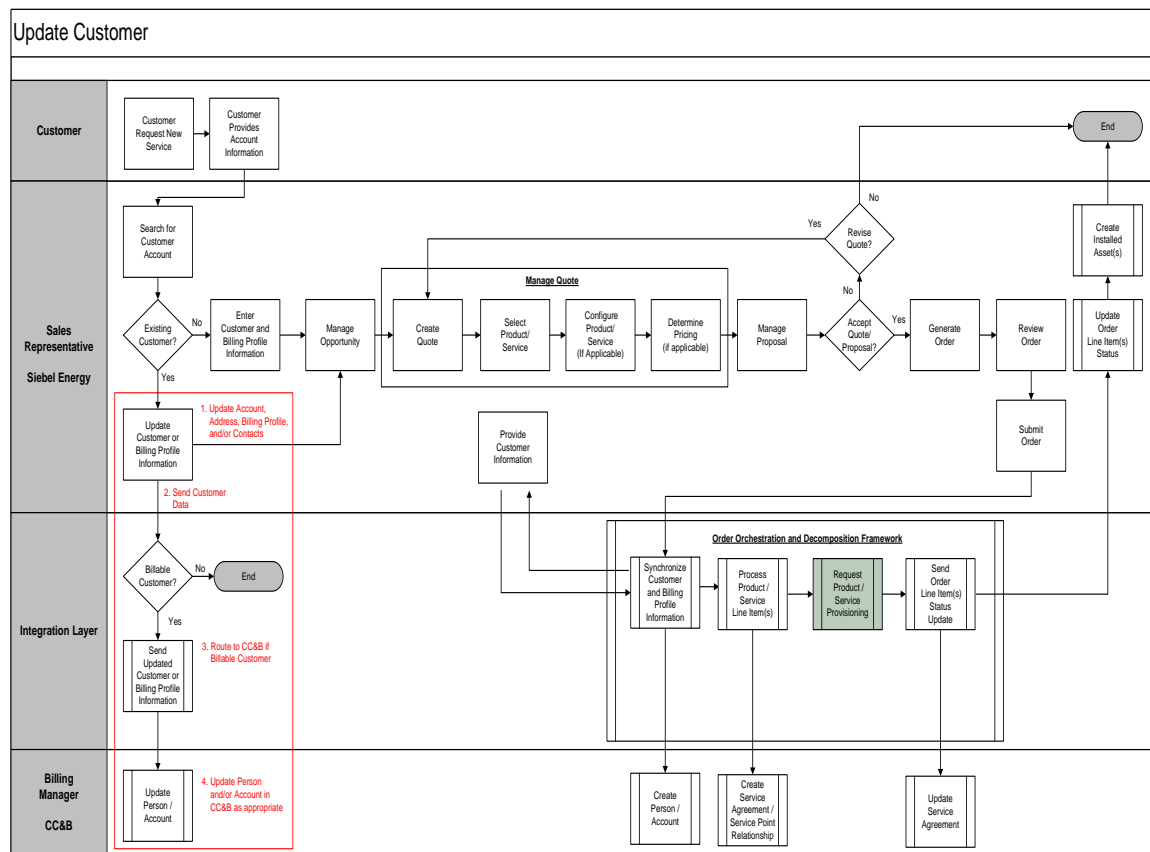 Update Customer
Customer
Customer
Request New
Service
Customer
Provides
Account
Information
End
Sales
Representative
Siebel Energy
Search for
Customer
Account
Existing
Customer?
No
Yes
Enter
Customer and
Billing Profile
Information
Manage
Opportunity
Manage Quote
Create
Quote
Select
Product/
Service
Configure
Product/
Service
(If Applicable)
Determine
Pricing
(if applicable)
Manage
Proposal
Accept
Quote/
Proposal?
No
Yes
Revise
Quote?
Yes
No
Generate
Order
Review
Order
Submit
Order
Update
Order
Line Item(s)
Status
Create
Installed
Asset(s)
Update
Customer or
Billing Profile
Information
1. Update Account,
Address, Billing Profile,
and/or Contacts
2. Send Customer
Data
Provide
Customer
Information
Integration Layer
Billable
Customer?
No
End
Yes
Send
Updated
Customer or
Billing Profile
Information
3. Route to CC&B if
Billable Customer
Order Orchestration and Decomposition Framework
Synchronize
Customer
and Billing
Profile
Information
Process
Product /
Service
Line Item(s)
Request
Product /
Service
Provisioning
Send
Order
Line Item(s)
Status
Update
Billing
Manager
CC&B
Update
Person /
Account
4. Update Person
and/or Account in
CC&B as appropriate
Create
Person /
Account
Create
Service
Agreement /
Service Point
Relationship
Update
Service
Agreement